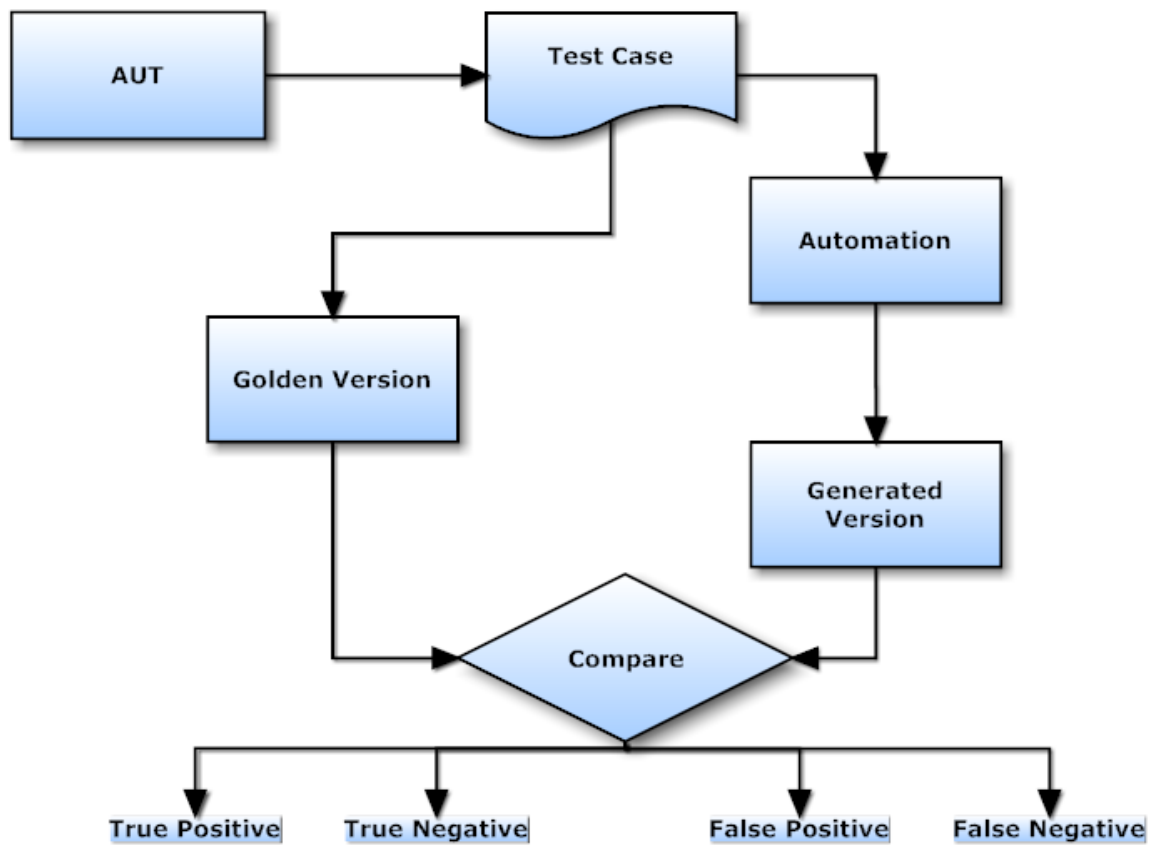 AUT
Test Case
Automation
Golden Version
Generated
Version
Compare
True Positive
True Negative
False Positive
False Negative